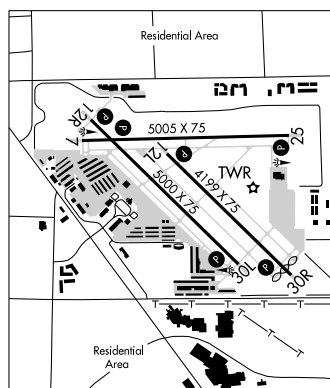 Residential Area
12R
P
P
7
5005 X 75
25
P
12L
P
TWR
4199 X 75
5000 X 75
P
30L
P
30R
T T T T T T T
T
T
T
Residential
Area